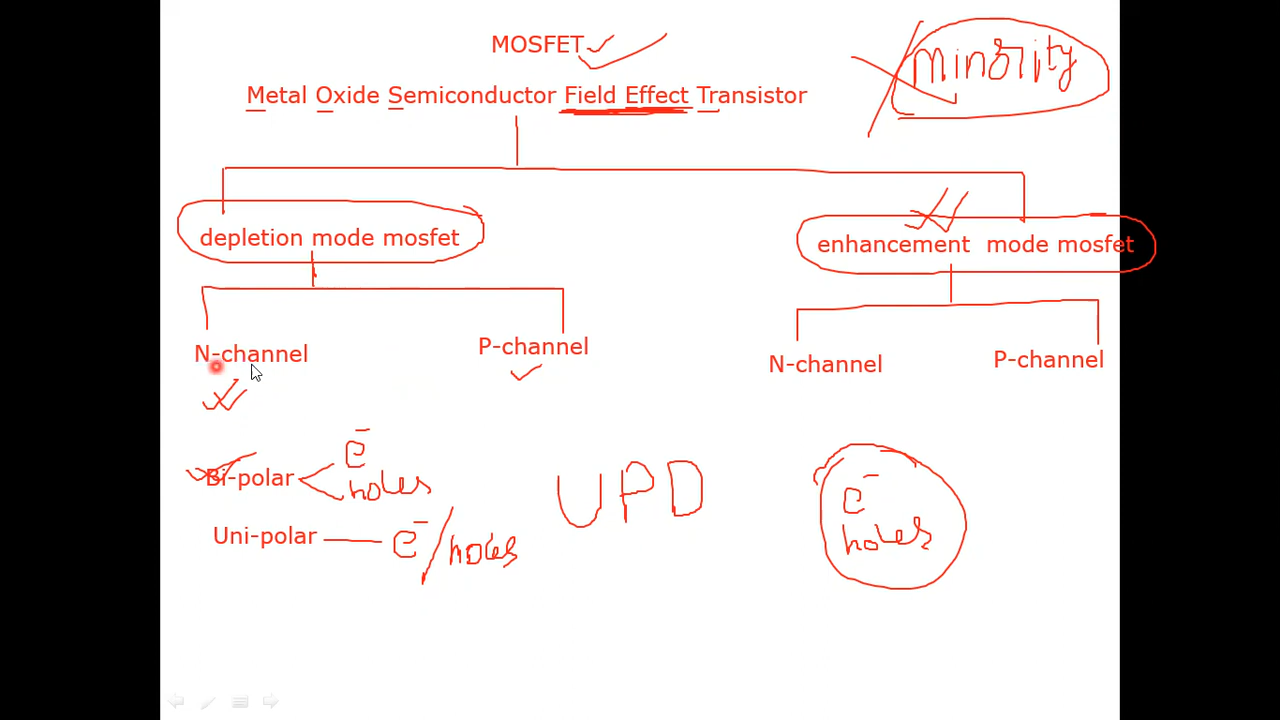 MOSFET
minority
Metal Oxide Semiconductor Field Effect Transistor
depletion mode mosfet
enhancement mode mosfet
N-channel
P-channel
N-channel
P-channel
Bi-polar
e⁻
holes
Uni-polar
e⁻/holes
UPD
e⁻
holes